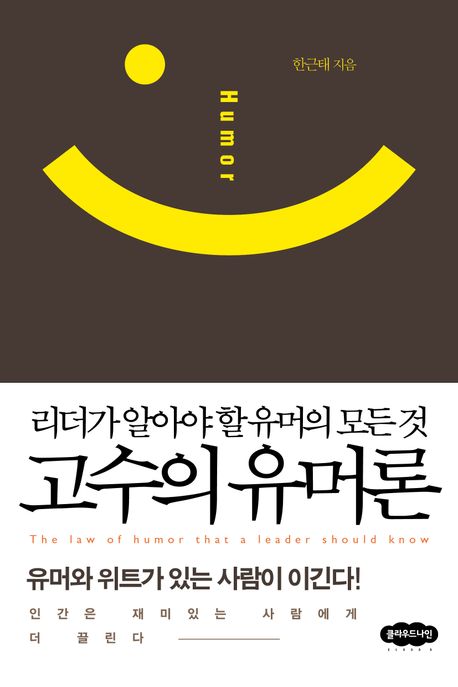 한근태 지음
Humor
리더가 알아야 할 유머의 모든 것
고수의 유머론
The law of humor that a leader should know
유머와 위트가 있는 사람이 이긴다!
인간은 재미있는 사람에게
더 끌린다
클라우드나인